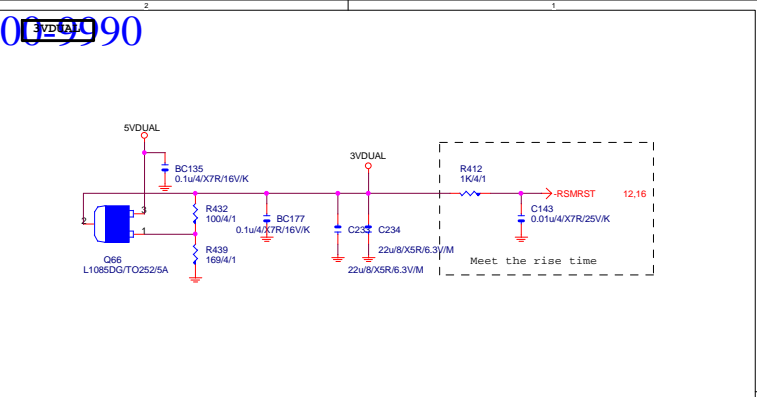 2
1
00-9990
3VDUAL
5VDUAL
BC135
0.1u/4/X7R/16V/K
3VDUAL
R412
1K/4/1
-RSMRST 12,16
3
2
1
R432
100/4/1
BC177
0.1u/4/X7R/16V/K
C234
C143
0.01u/4/X7R/25V/K
R439
169/4/1
22u/8/X5R/6.3V/M
22u/8/X5R/6.3V/M
Q66
L1085DG/TO252/5A
Meet the rise time